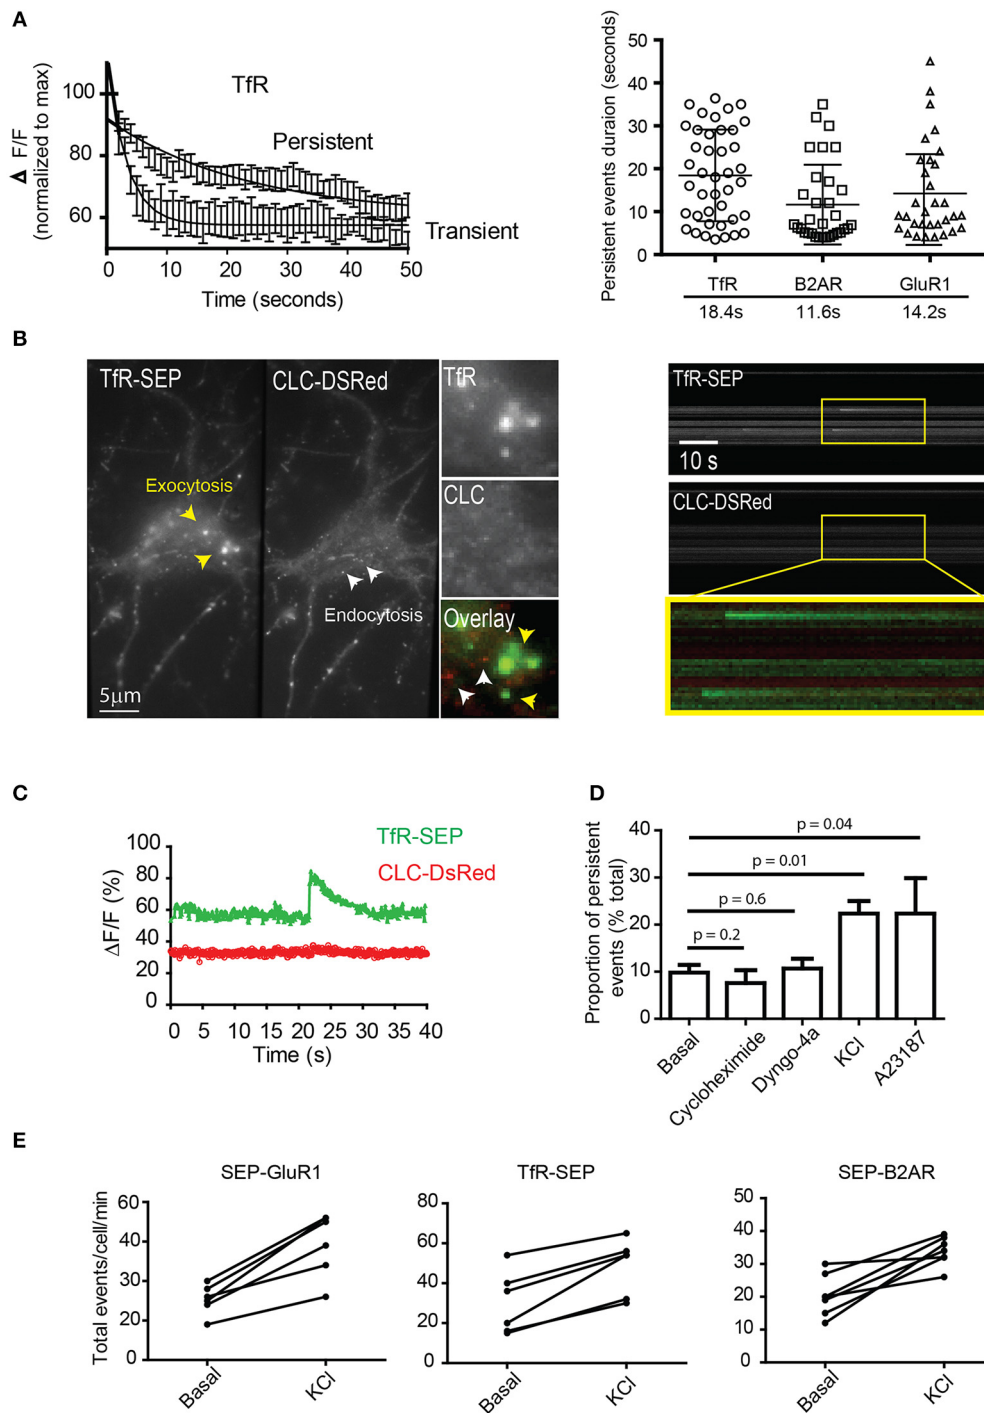 A
Δ F/F
(normalized to max)
100
80
60
TfR
Persistent
Transient
0 10 20 30 40 50
Time (seconds)
Persistent events duraion (seconds)
50
40
30
20
10
0
TfR B2AR GluR1
18.4s 11.6s 14.2s
B
TfR-SEP
CLC-DSRed
Exocytosis
Endocytosis
5μm
TfR
CLC
Overlay
TfR-SEP
10 s
CLC-DSRed
C
TfR-SEP
CLC-DsRed
ΔF/F (%)
100
80
60
40
20
0
0 5 10 15 20 25 30 35 40
Time (s)
D
Proportion of persistent
events (% total)
40
30
20
10
0
p = 0.04
p = 0.01
p = 0.6
p = 0.2
Basal
Cycloheximide
Dyngo-4a
KCl
A23187
E
SEP-GluR1
Total events/cell/min
60
40
20
0
Basal
KCl
TfR-SEP
80
60
40
20
0
Basal
KCl
SEP-B2AR
50
40
30
20
10
0
Basal
KCl